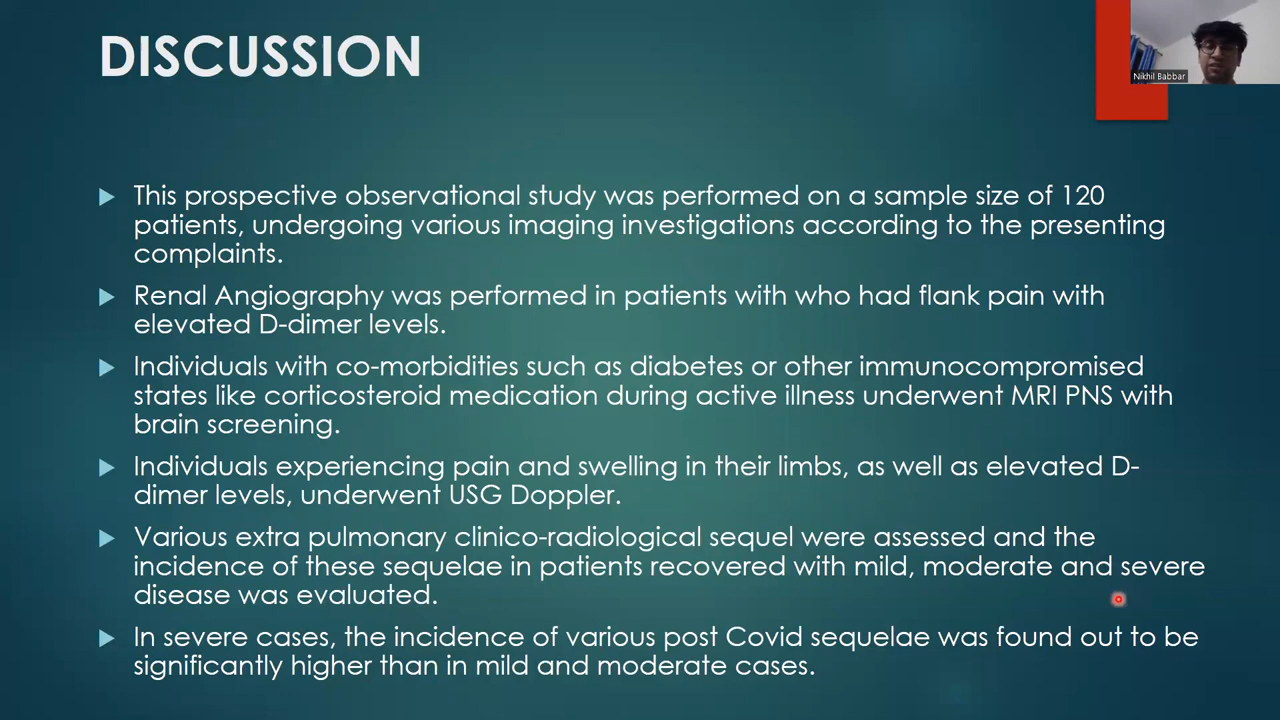 DISCUSSION
Nikhil Babbar
This prospective observational study was performed on a sample size of 120
patients, undergoing various imaging investigations according to the presenting
complaints.
Renal Angiography was performed in patients with who had flank pain with
elevated D-dimer levels.
Individuals with co-morbidities such as diabetes or other immunocompromised
states like corticosteroid medication during active illness underwent MRI PNS with
brain screening.
Individuals experiencing pain and swelling in their limbs, as well as elevated D-
dimer levels, underwent USG Doppler.
Various extra pulmonary clinico-radiological sequel were assessed and the
incidence of these sequelae in patients recovered with mild, moderate and severe
disease was evaluated.
In severe cases, the incidence of various post Covid sequelae was found out to be
significantly higher than in mild and moderate cases.